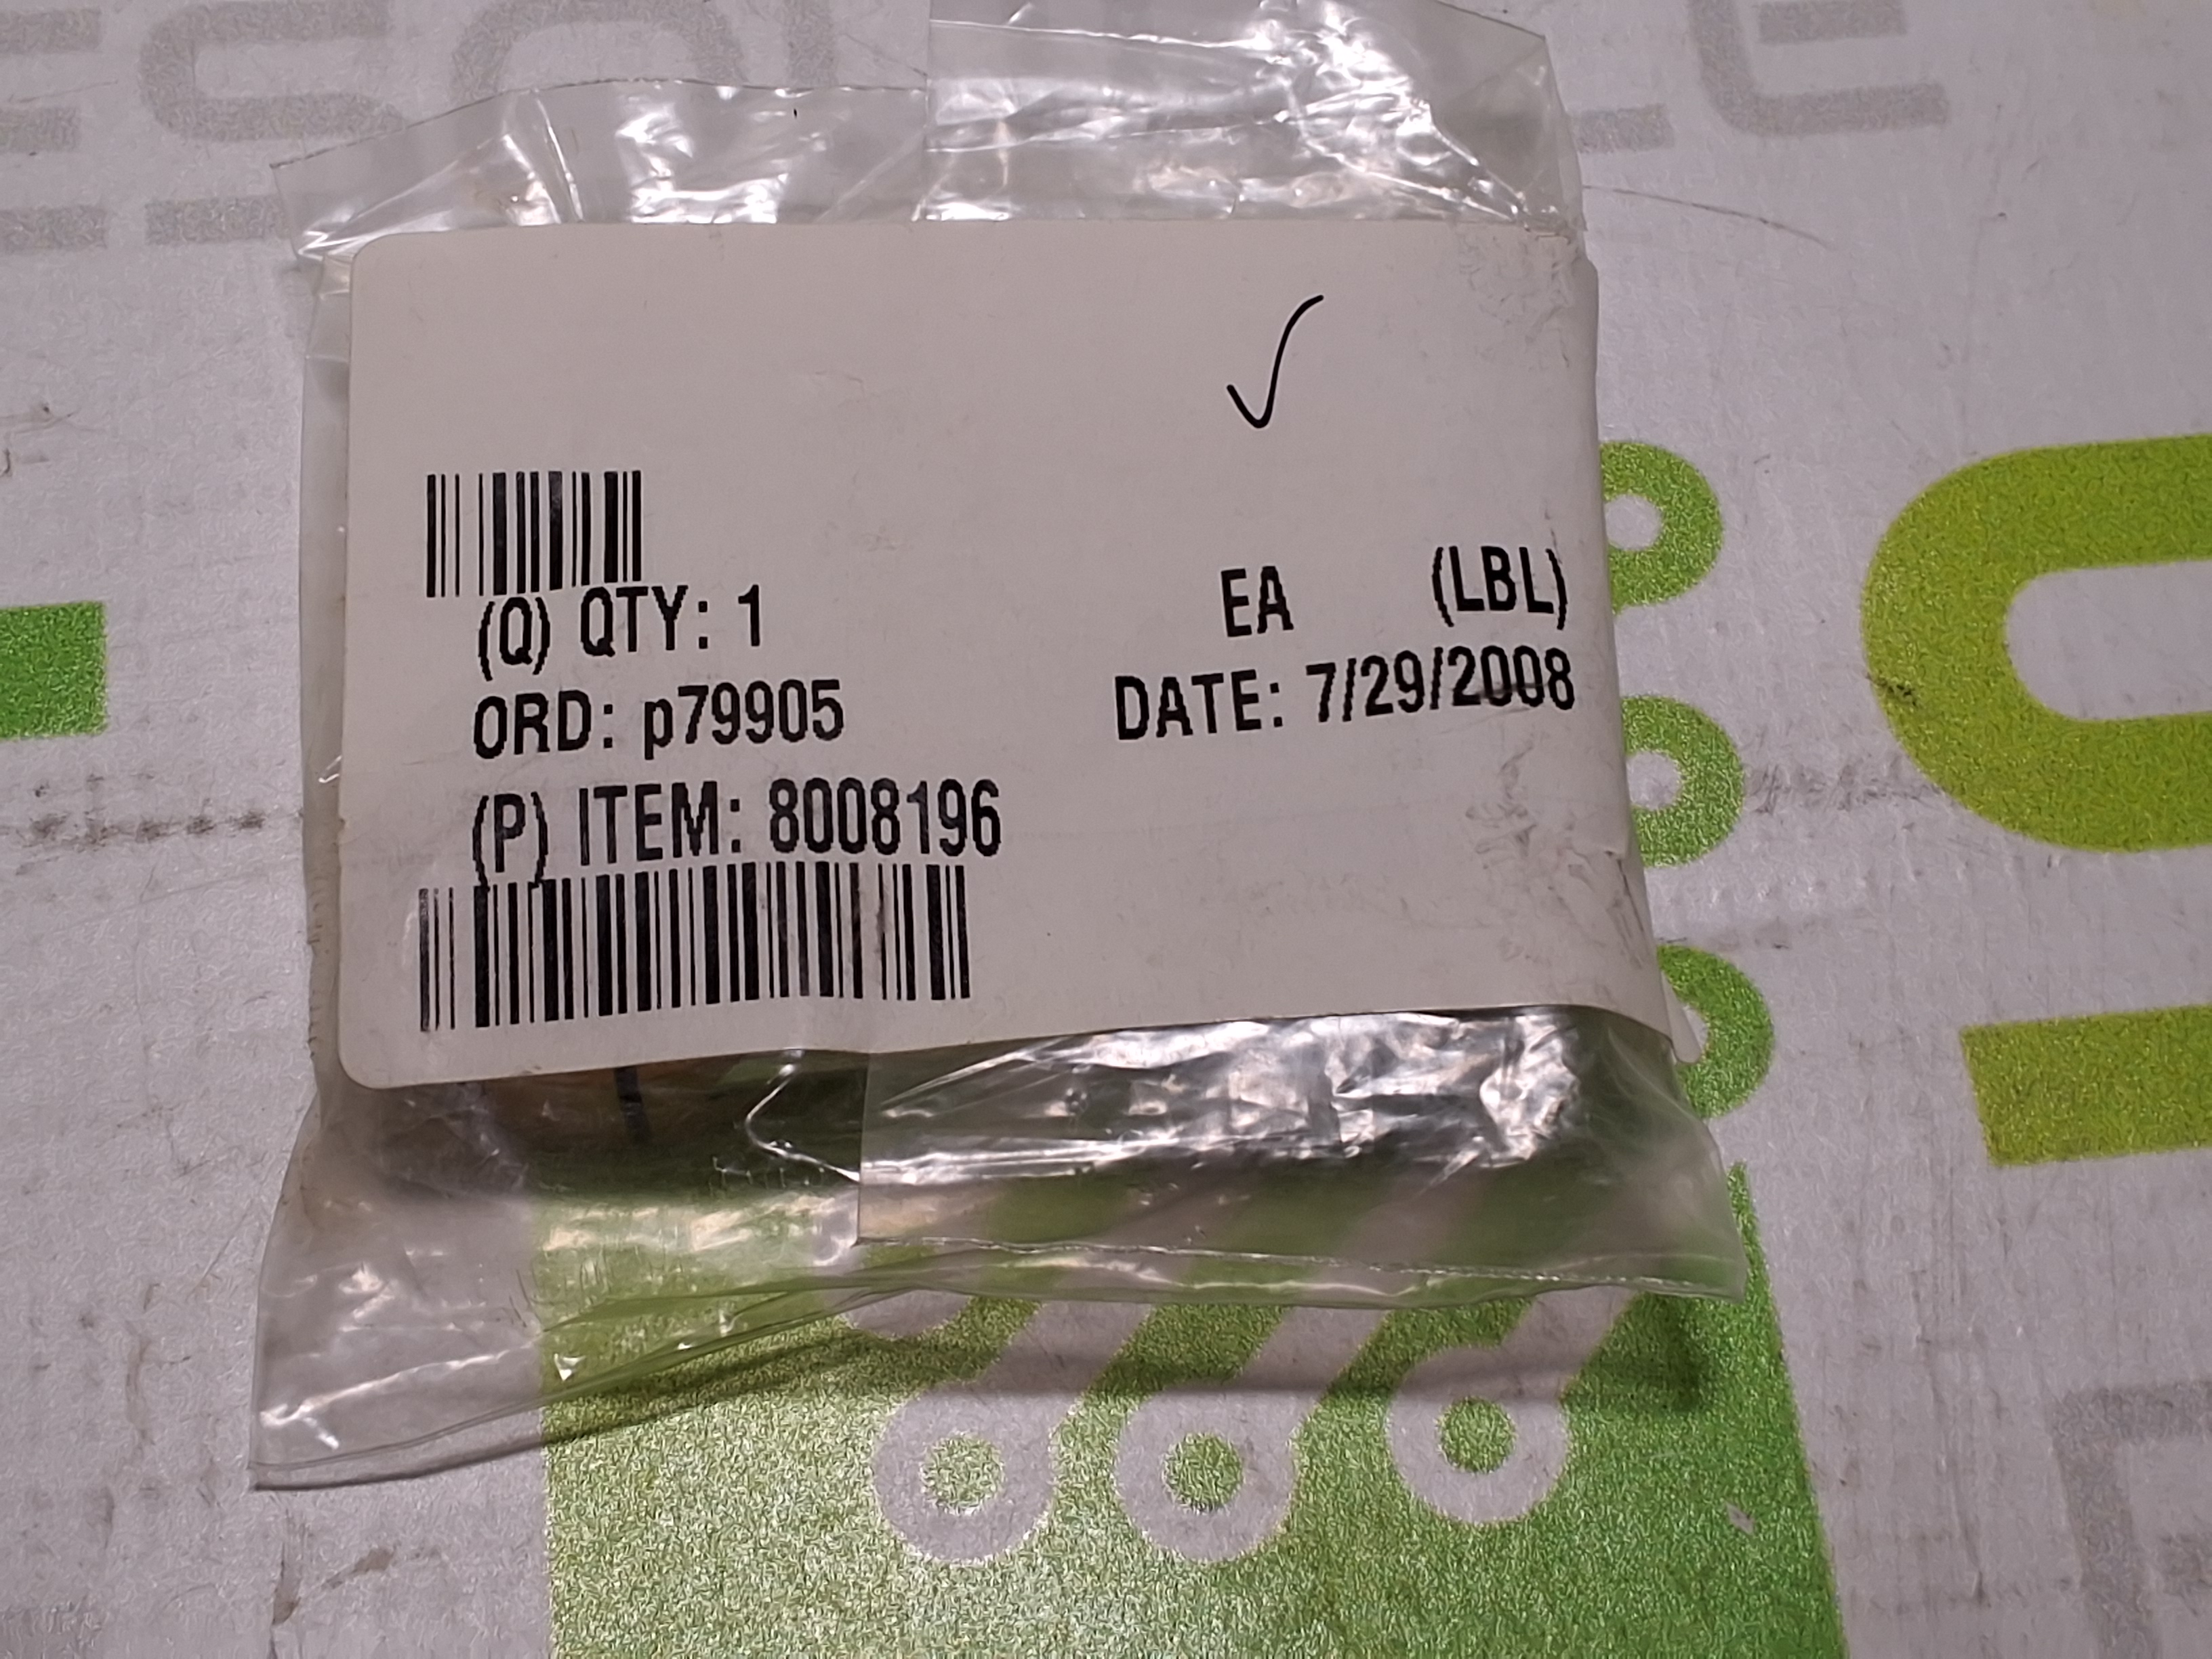 (Q) QTY: 1 EA (LBL)
ORD: p79905 DATE: 7/29/2008
(P) ITEM: 8008196